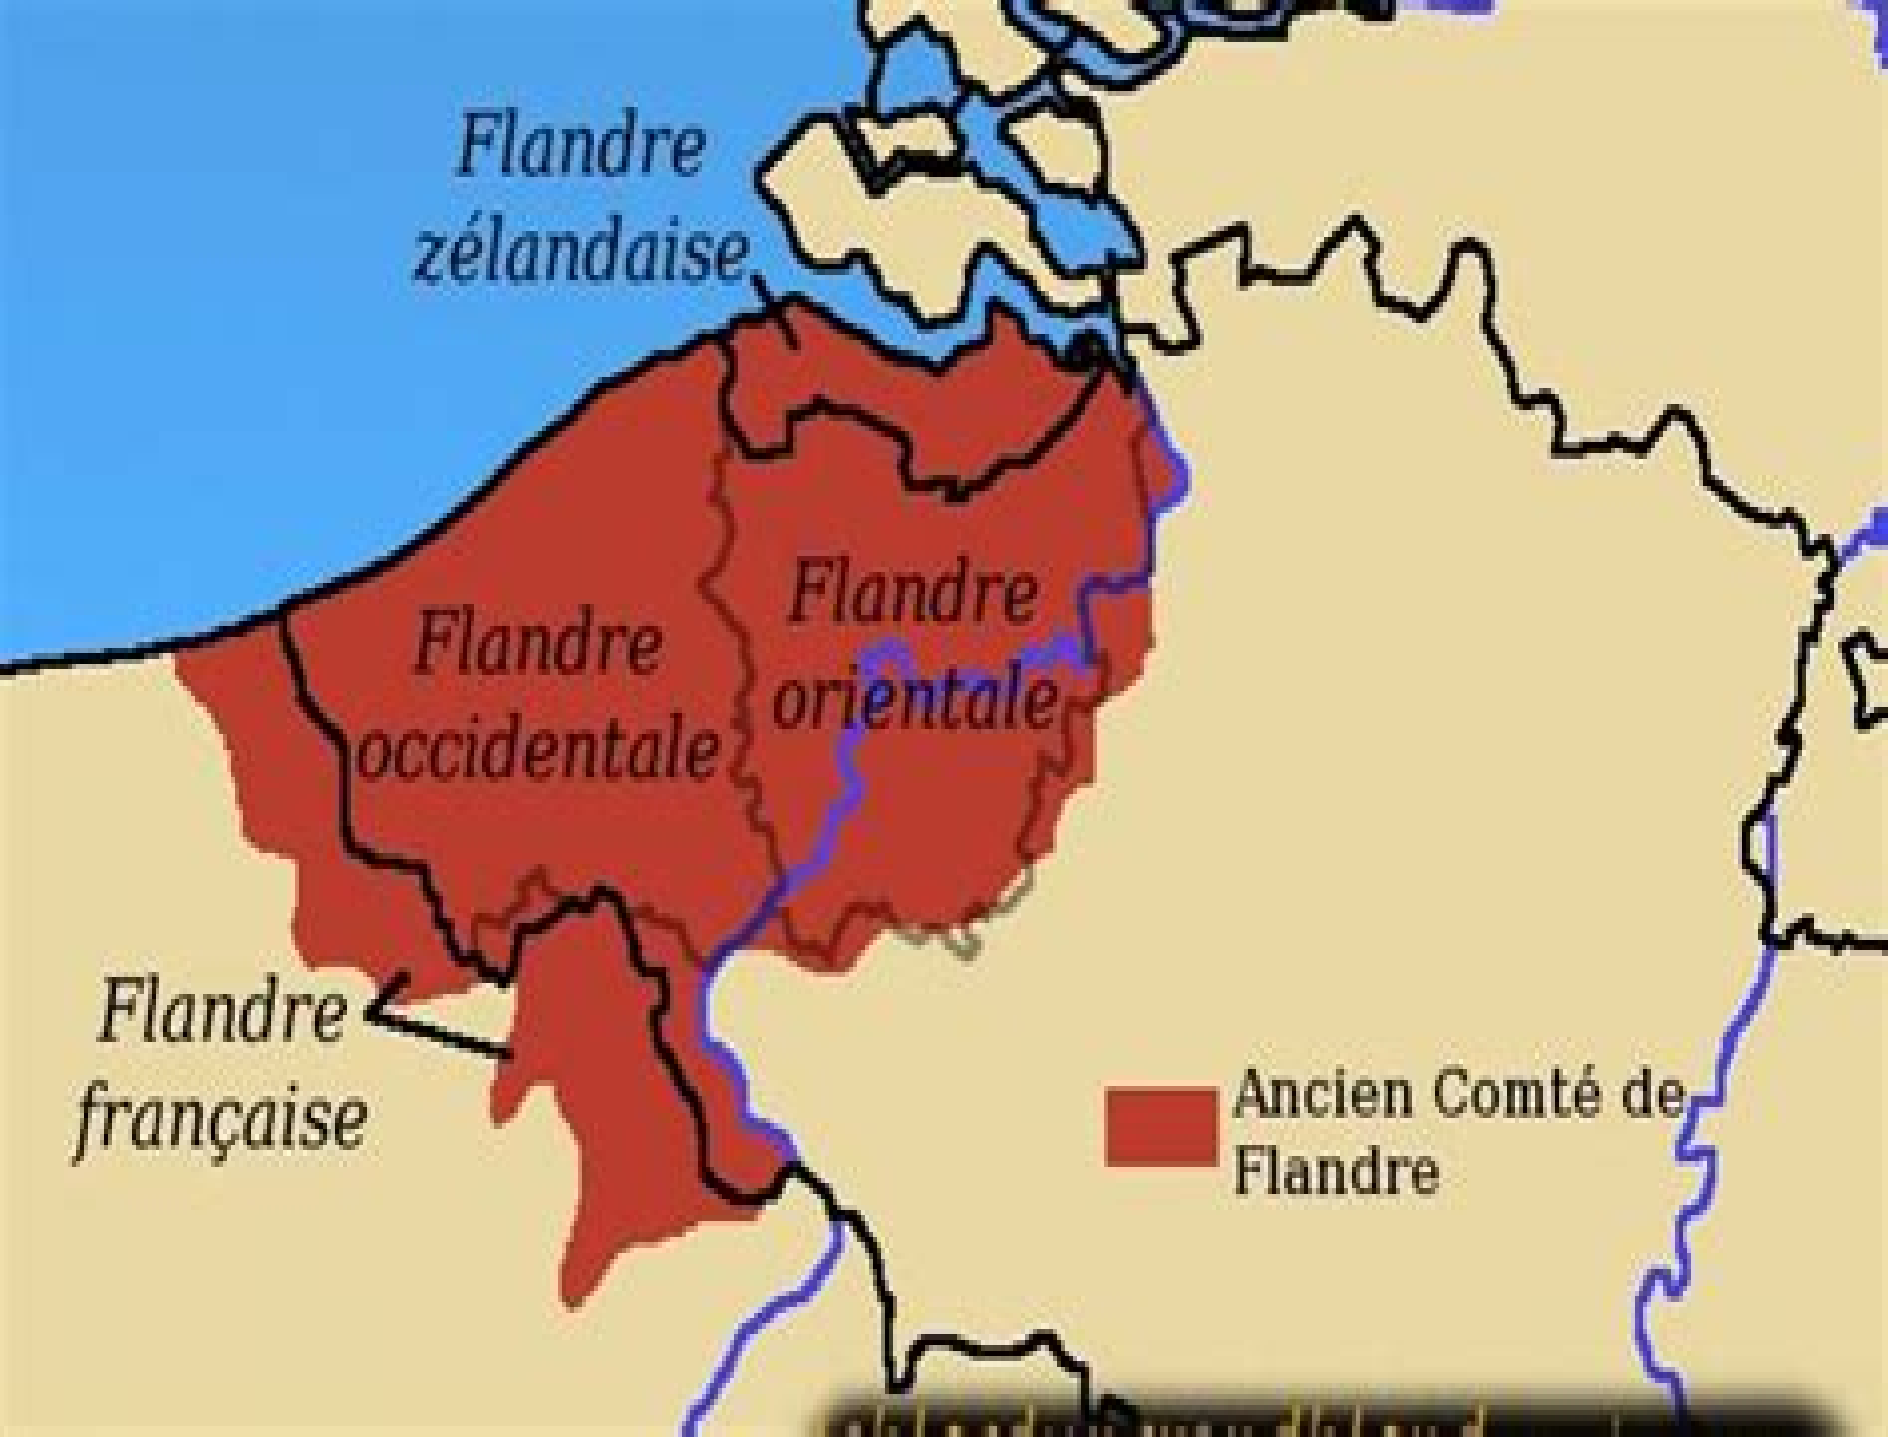 Flandre
zélandaise
Flandre
orientale
Flandre
occidentale
Flandre
française
Ancien Comté de
Flandre